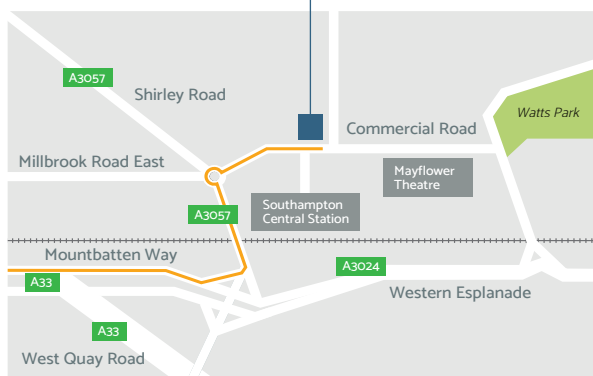 A3057
Shirley Road
Commercial Road
Watts Park
Millbrook Road East
Mayflower
Theatre
Southampton
Central Station
A3057
Mountbatten Way
A3024
A33
Western Esplanade
A33
West Quay Road